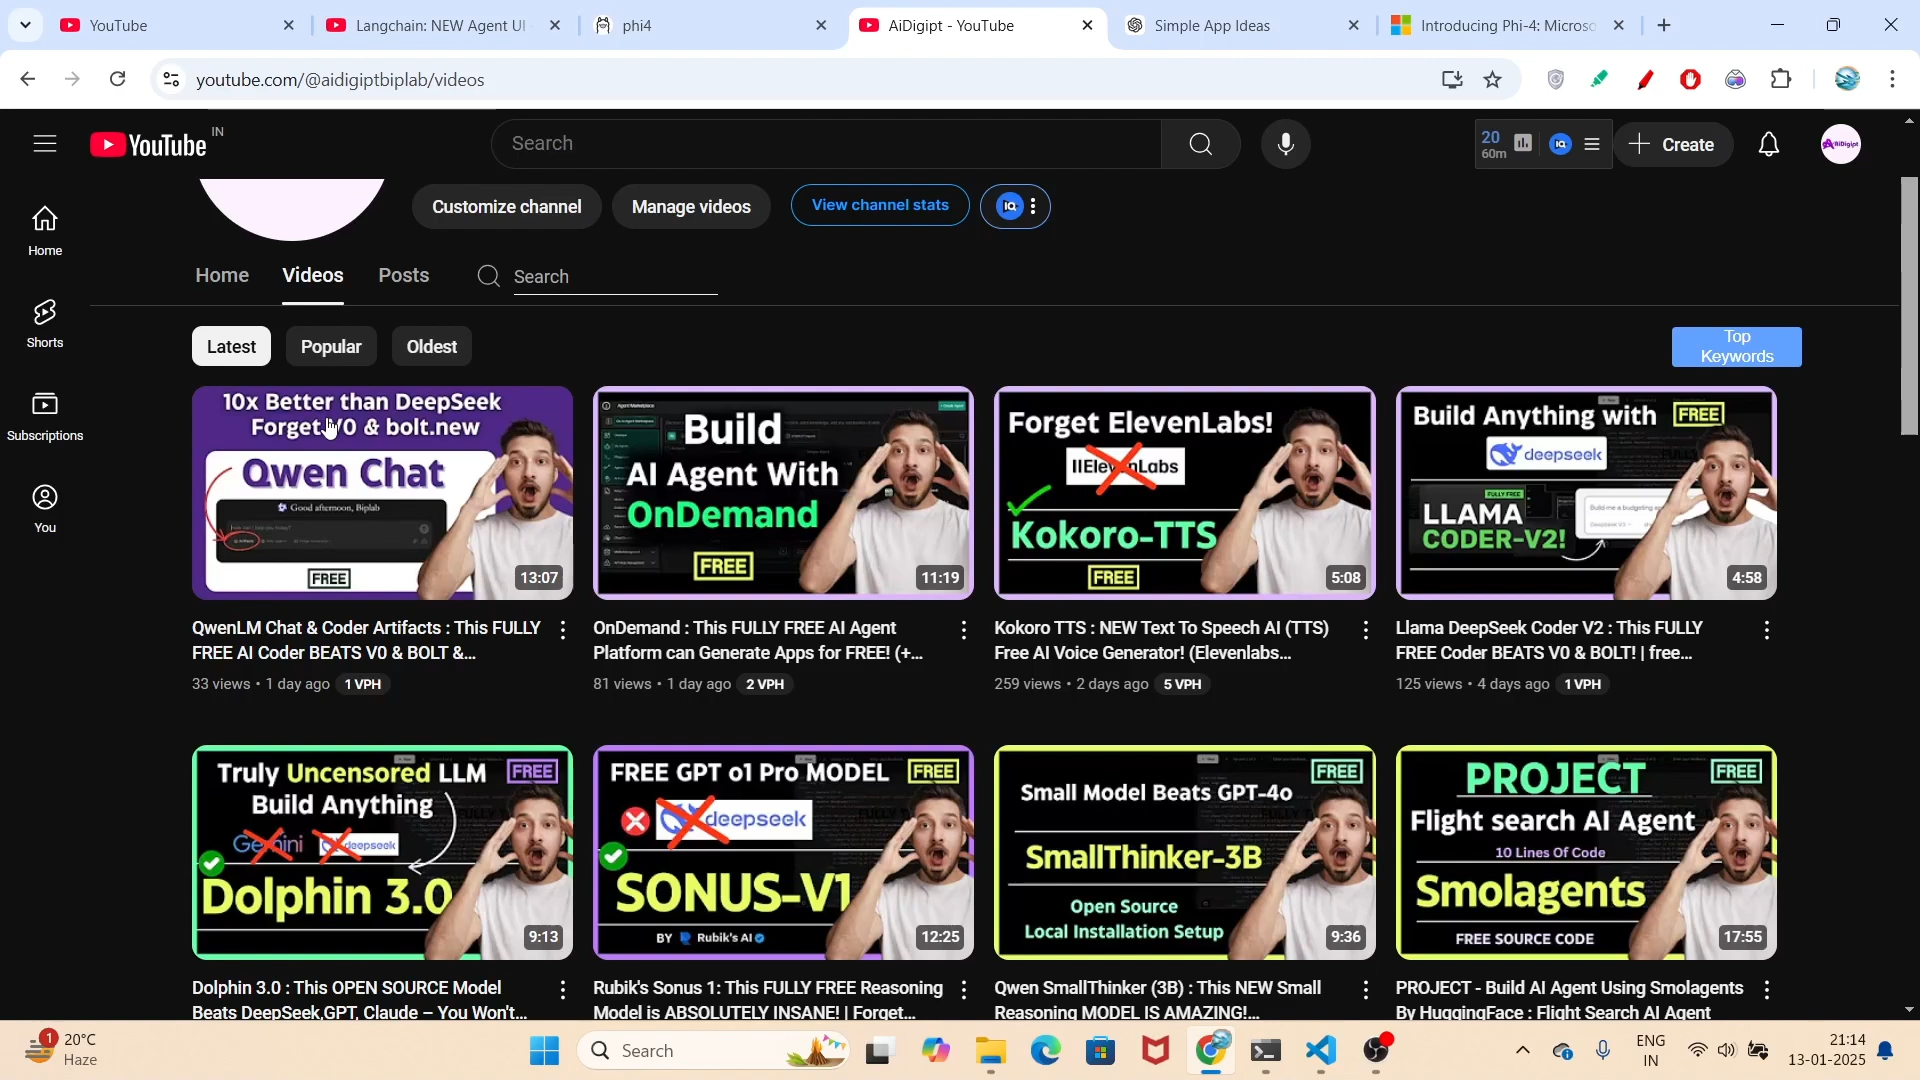 YouTube
Langchain: NEW Agent UI
phi4
AiDigipt - YouTube
Simple App Ideas
Introducing Phi-4: Microso
youtube.com/@aidigiptbiplab/videos
YouTube IN
Search
20
60m
Create
Customize channel
Manage videos
View channel stats
Home
Home
Videos
Posts
Search
Shorts
Subscriptions
You
Latest
Popular
Oldest
Top
Keywords
10x Better than DeepSeek
Forget V0 & bolt.new
Qwen Chat
Good afternoon, Biplab
FREE
13:07
Build
AI Agent With
OnDemand
FREE
11:19
Forget ElevenLabs!
IIElevenLabs
Kokoro-TTS
FREE
5:08
Build Anything with FREE
deepseek
FULLY FREE
LLAMA
CODER-V2!
4:58
QwenLM Chat & Coder Artifacts : This FULLY
FREE AI Coder BEATS V0 & BOLT &...
33 views • 1 day ago 1 VPH
OnDemand : This FULLY FREE AI Agent
Platform can Generate Apps for FREE! (+...
81 views • 1 day ago 2 VPH
Kokoro TTS : NEW Text To Speech AI (TTS)
Free AI Voice Generator! (Elevenlabs...
259 views • 2 days ago 5 VPH
Llama DeepSeek Coder V2 : This FULLY
FREE Coder BEATS V0 & BOLT! | free...
125 views • 4 days ago 1 VPH
Truly Uncensored LLM FREE
Build Anything
Gemini deepseek
Dolphin 3.0
9:13
FREE GPT o1 Pro MODEL FREE
deepseek
SONUS-V1
BY Rubik's AI
12:25
FREE
Small Model Beats GPT-4o
SmallThinker-3B
Open Source
Local Installation Setup
9:36
PROJECT FREE
Flight search AI Agent
10 Lines Of Code
Smolagents
FREE SOURCE CODE
17:55
Dolphin 3.0 : This OPEN SOURCE Model
Beats DeepSeek,GPT, Claude – You Won't...
Rubik's Sonus 1: This FULLY FREE Reasoning
Model is ABSOLUTELY INSANE! | Forget...
Qwen SmallThinker (3B) : This NEW Small
Reasoning MODEL IS AMAZING!...
PROJECT - Build AI Agent Using Smolagents
By HuggingFace : Flight Search AI Agent
1
20°C
Haze
Search
ENG
IN
21:14
13-01-2025